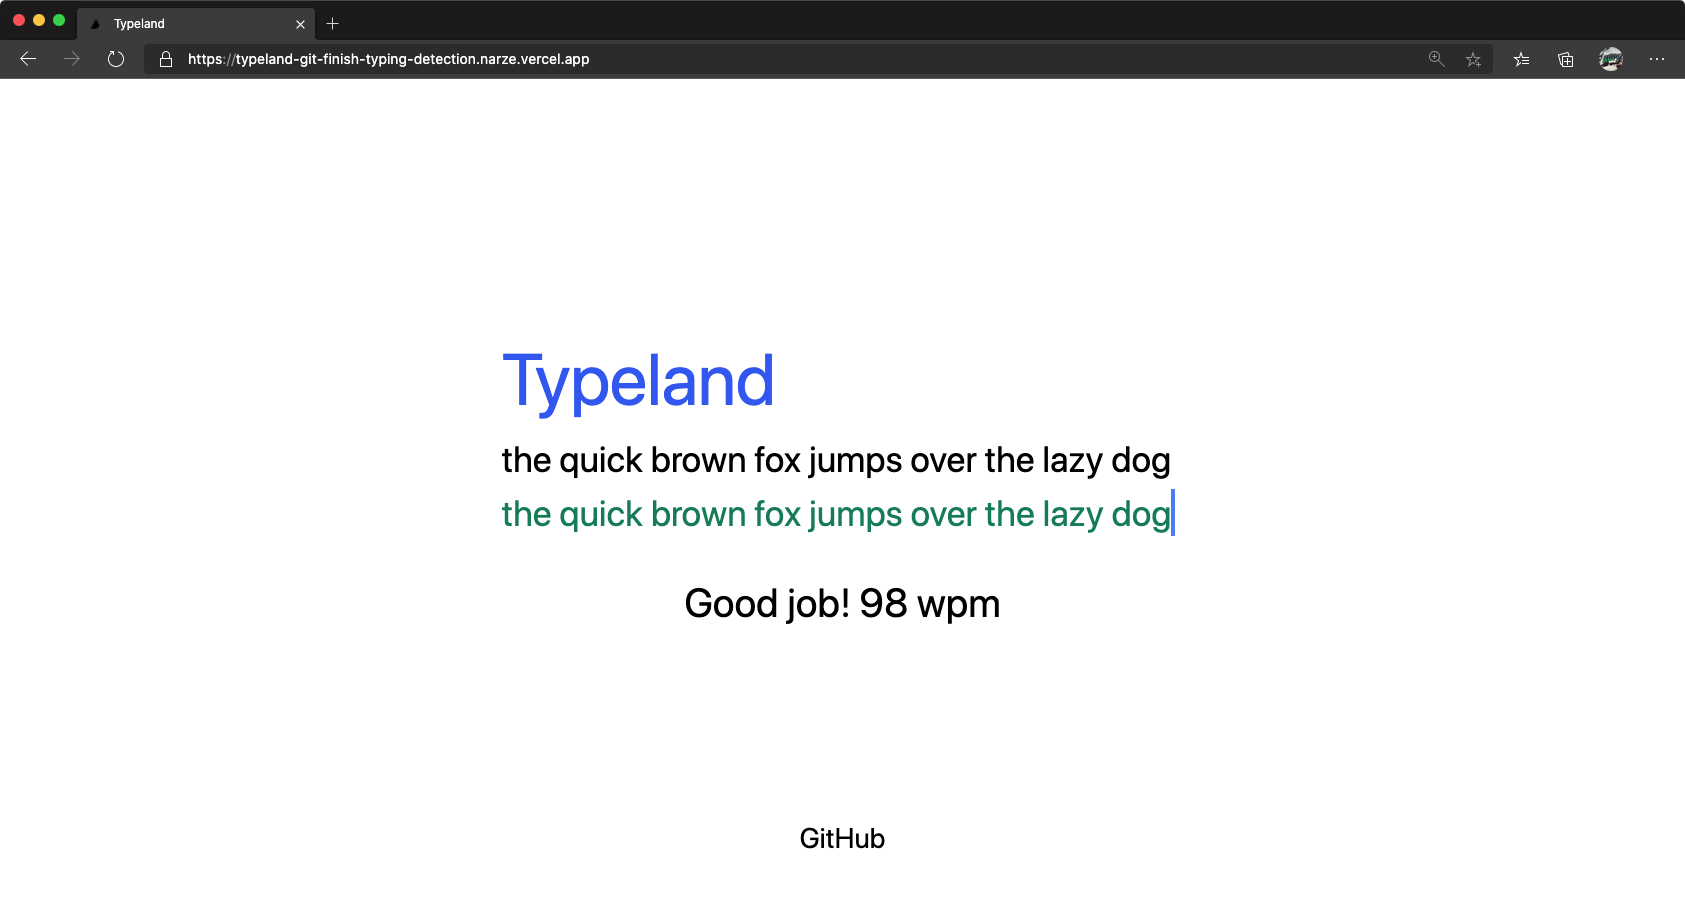 Typeland
https://typeland-git-finish-typing-detection.narze.vercel.app
Typeland
the quick brown fox jumps over the lazy dog
the quick brown fox jumps over the lazy dog
Good job! 98 wpm
GitHub